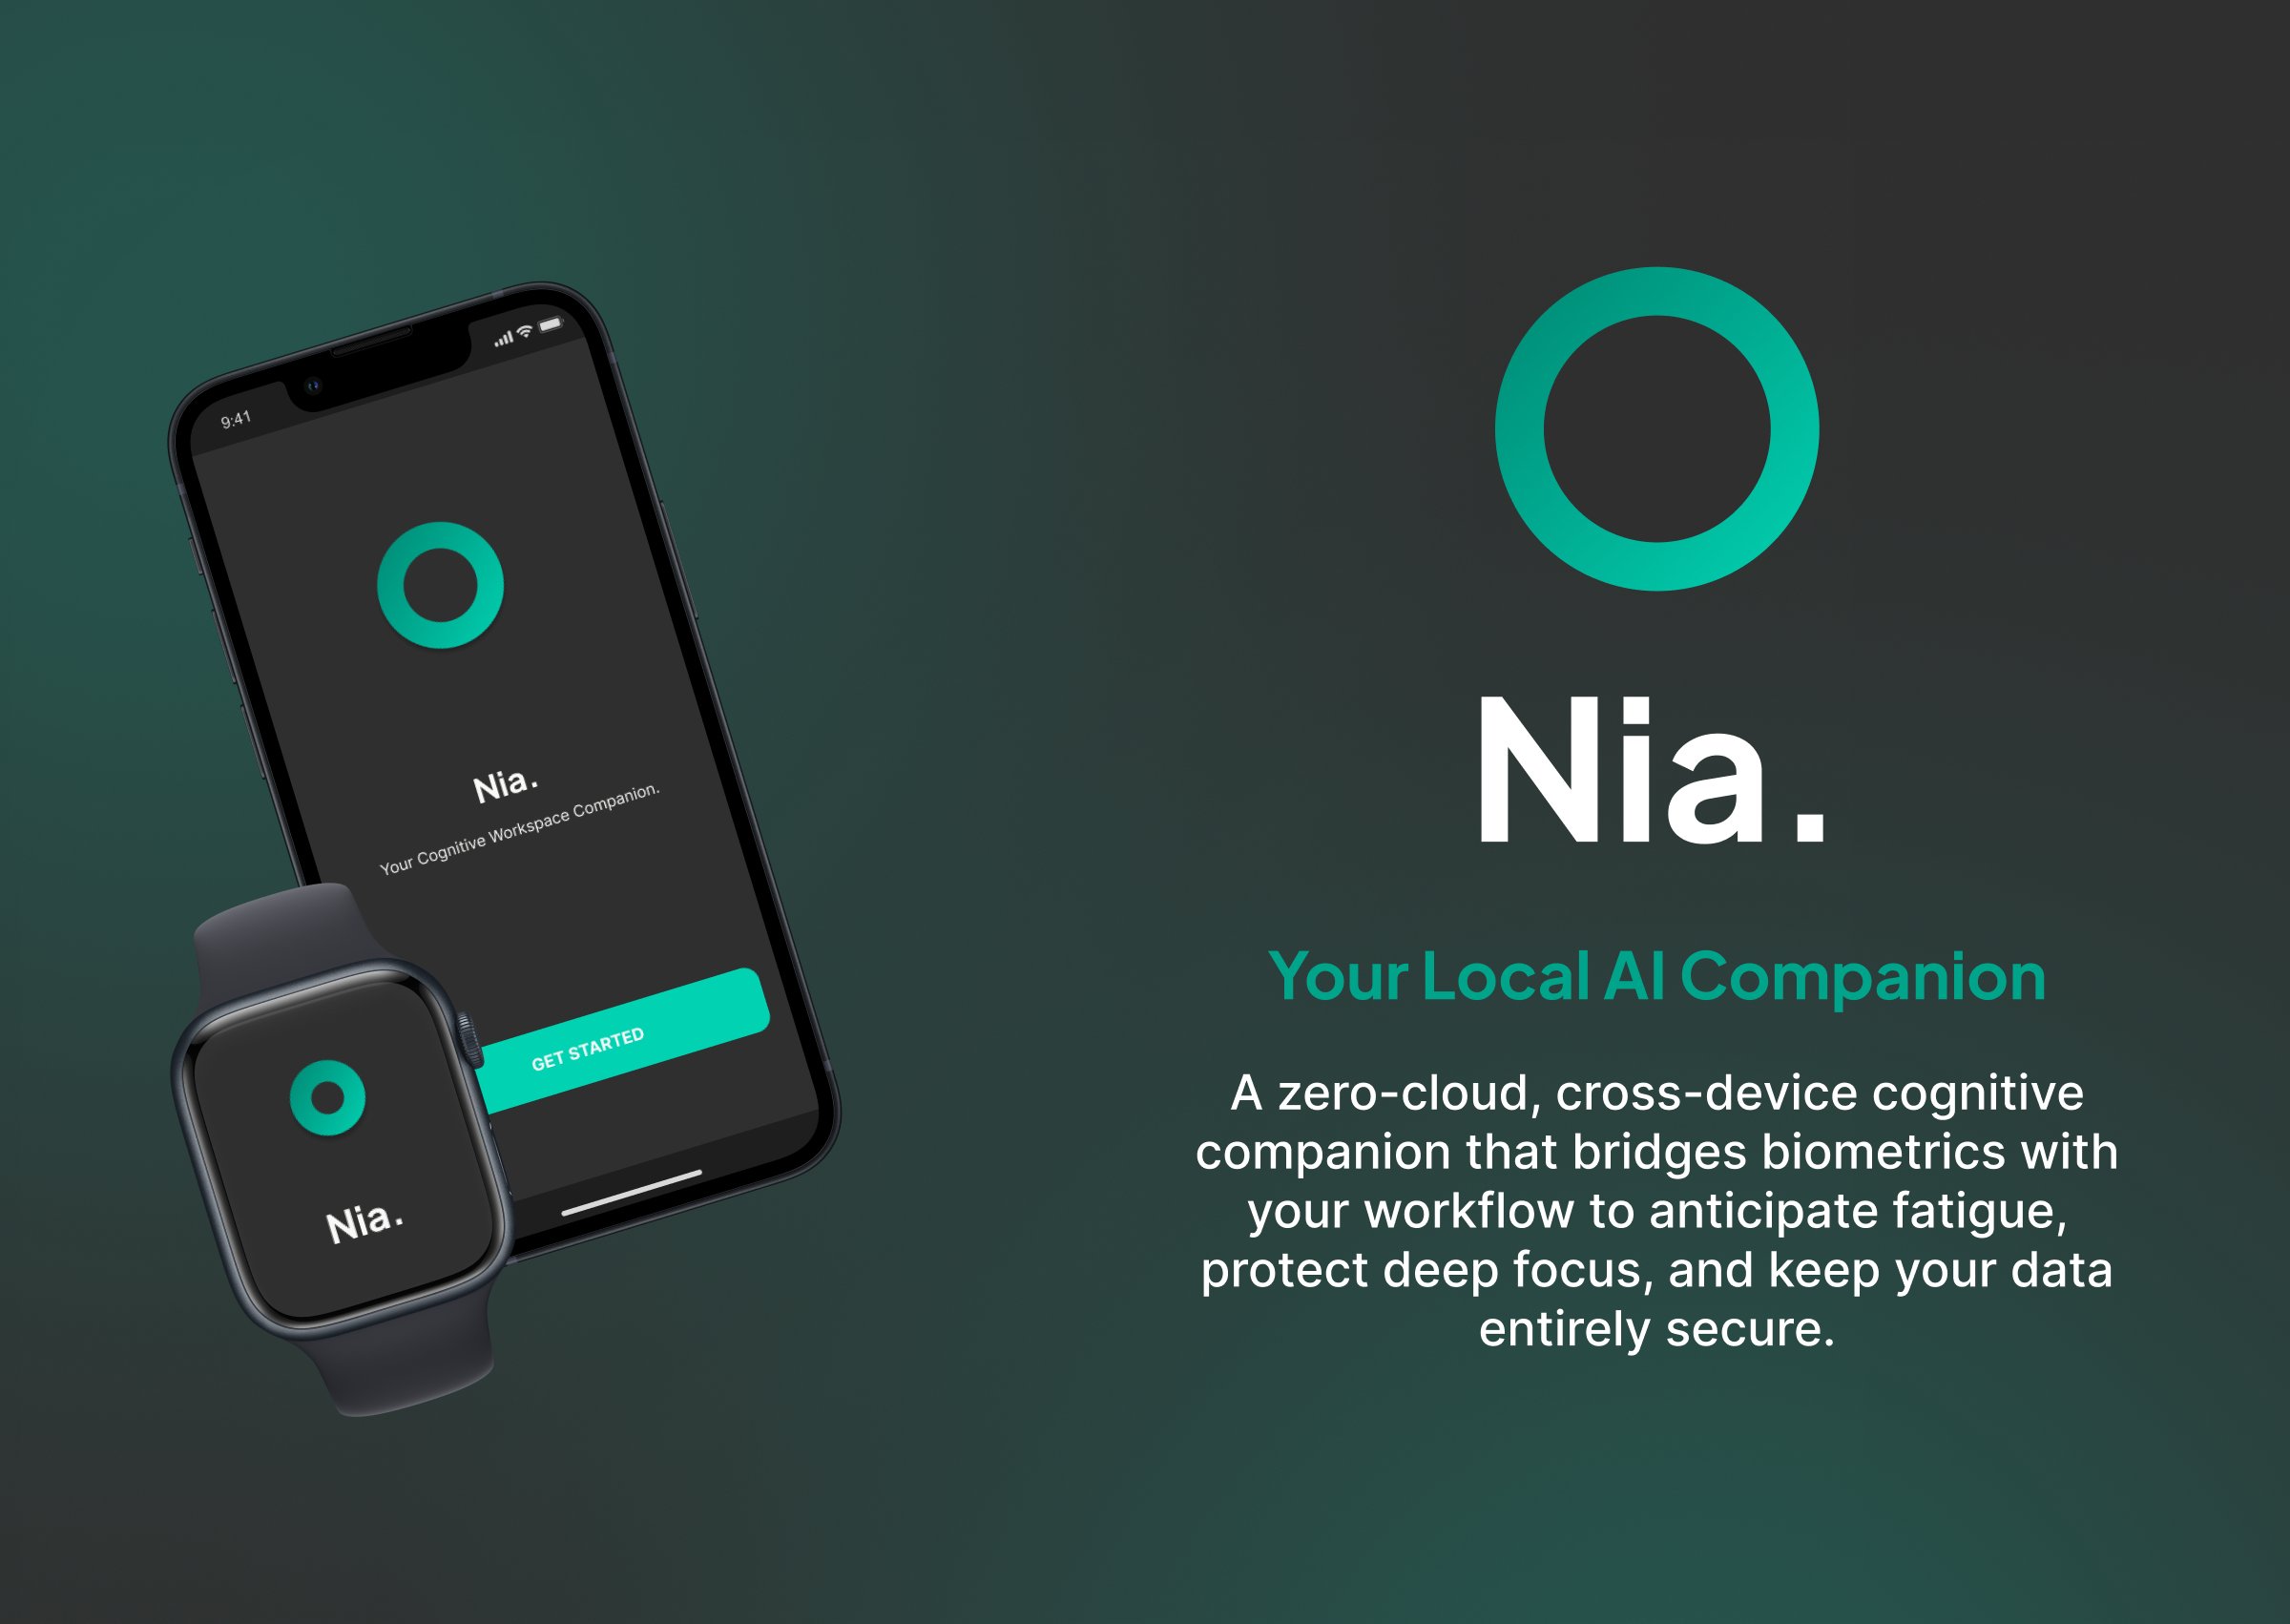 9:41
Nia.
Your Cognitive Workspace Companion.
GET STARTED
Nia.
Nia.
Your Local AI Companion
A zero-cloud, cross-device cognitive
companion that bridges biometrics with
your workflow to anticipate fatigue,
protect deep focus, and keep your data
entirely secure.